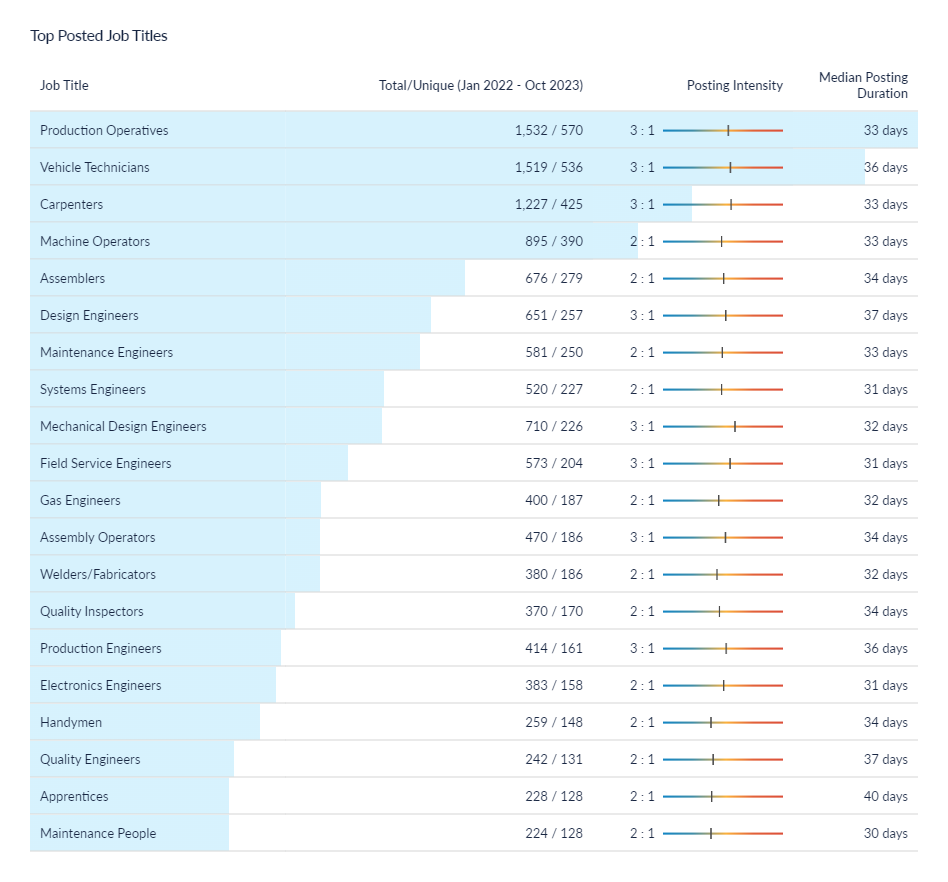 Top Posted Job Titles
Job Title Total/Unique (Jan 2022 - Oct 2023) Posting Intensity Median Posting Duration
Production Operatives 1,532 / 570 3 : 1 33 days
Vehicle Technicians 1,519 / 536 3 : 1 36 days
Carpenters 1,227 / 425 3 : 1 33 days
Machine Operators 895 / 390 2 : 1 33 days
Assemblers 676 / 279 2 : 1 34 days
Design Engineers 651 / 257 3 : 1 37 days
Maintenance Engineers 581 / 250 2 : 1 33 days
Systems Engineers 520 / 227 2 : 1 31 days
Mechanical Design Engineers 710 / 226 3 : 1 32 days
Field Service Engineers 573 / 204 3 : 1 31 days
Gas Engineers 400 / 187 2 : 1 32 days
Assembly Operators 470 / 186 3 : 1 34 days
Welders/Fabricators 380 / 186 2 : 1 32 days
Quality Inspectors 370 / 170 2 : 1 34 days
Production Engineers 414 / 161 3 : 1 36 days
Electronics Engineers 383 / 158 2 : 1 31 days
Handymen 259 / 148 2 : 1 34 days
Quality Engineers 242 / 131 2 : 1 37 days
Apprentices 228 / 128 2 : 1 40 days
Maintenance People 224 / 128 2 : 1 30 days